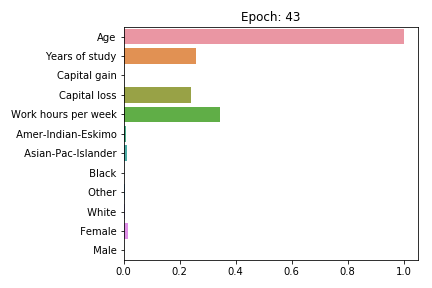 Epoch: 43
Age
Years of study
Capital gain
Capital loss
Work hours per week
Amer-Indian-Eskimo
Asian-Pac-Islander
Black
Other
White
Female
Male
0.0 0.2 0.4 0.6 0.8 1.0